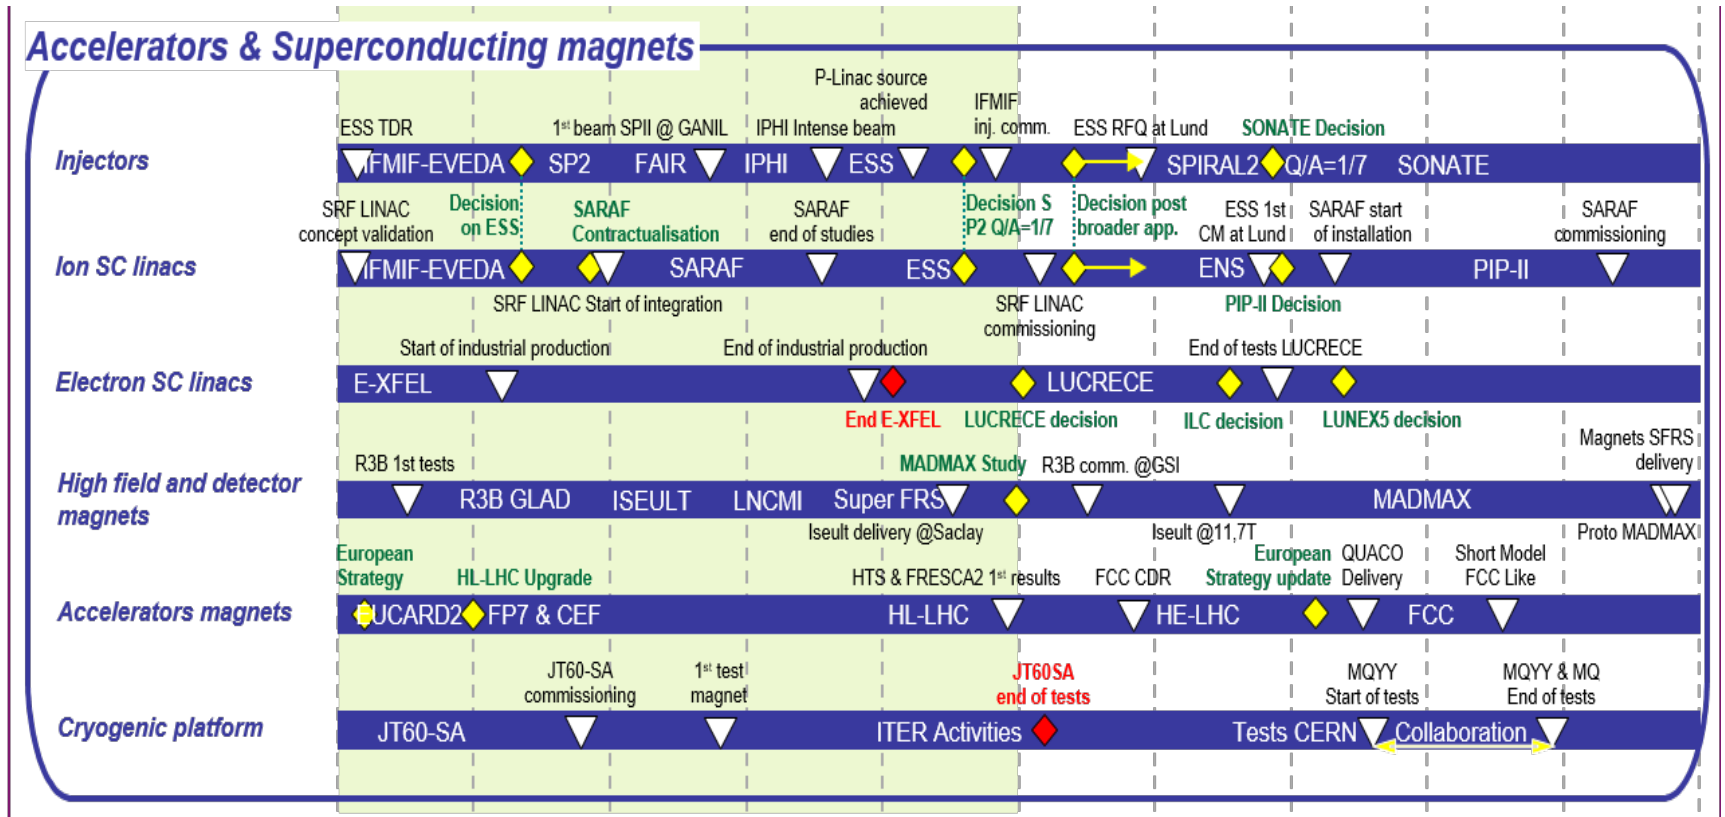 Accelerators & Superconducting magnets
P-Linac source
achieved
IFMIF
inj. comm.
ESS TDR
1st beam SPII @ GANIL
IPHI Intense beam
ESS RFQ at Lund
SONATE Decision
Injectors
IFMIF-EVEDA
SP2
FAIR
IPHI
ESS
SPIRAL2
Q/A=1/7
SONATE
SRF LINAC
concept validation
Decision
on ESS
SARAF
Contractualisation
SARAF
end of studies
Decision S
P2 Q/A=1/7
Decision post
broader app.
ESS 1st
CM at Lund
SARAF start
of installation
SARAF
commissioning
Ion SC linacs
IFMIF-EVEDA
SARAF
ESS
ENS
PIP-II
SRF LINAC Start of integration
SRF LINAC
commissioning
PIP-II Decision
Start of industrial production
End of industrial production
End of tests LUCRECE
Electron SC linacs
E-XFEL
LUCRECE
End E-XFEL
LUCRECE decision
ILC decision
LUNEX5 decision
R3B 1st tests
MADMAX Study
R3B comm. @GSI
Magnets SFRS
delivery
High field and detector
magnets
R3B GLAD
ISEULT
LNCMI
Super FRS
MADMAX
Iseult delivery @Saclay
Iseult @11,7T
Proto MADMAX
European
Strategy
HL-LHC Upgrade
HTS & FRESCA2 1st results
FCC CDR
European
Strategy update
QUACO
Delivery
Short Model
FCC Like
Accelerators magnets
EUCARD2
FP7 & CEF
HL-LHC
HE-LHC
FCC
JT60-SA
commissioning
1st test
magnet
JT60SA
end of tests
MQYY
Start of tests
MQYY & MQ
End of tests
Cryogenic platform
JT60-SA
ITER Activities
Tests CERN
Collaboration